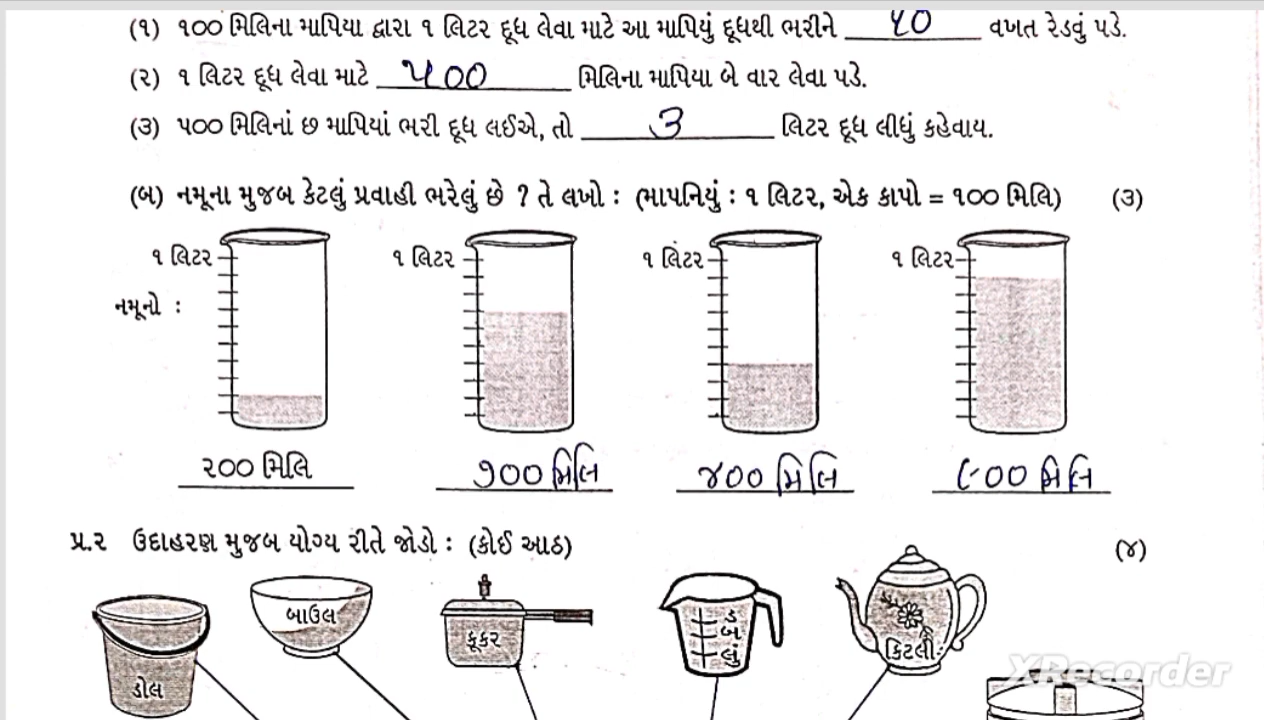 (૧) ૧૦૦ મિલિના માપિયા દ્વારા ૧ લિટર દૂધ લેવા માટે આ માપિયું દૂધથી ભરીને ૧૦ વખત રેડવું પડે.
(૨) ૧ લિટર દૂધ લેવા માટે ૫૦૦ મિલિના માપિયા બે વાર લેવા પડે.
(૩) ૫૦૦ મિલિનાં છ માપિયાં ભરી દૂધ લઈએ, તો ૩ લિટર દૂધ લીધું કહેવાય.
(બ) નમૂના મુજબ કેટલું પ્રવાહી ભરેલું છે ? તે લખો : (માપનિયું : ૧ લિટર, એક કાપો = ૧૦૦ મિલિ) (૩)
૧ લિટર ૧ લિટર ૧ લિટર ૧ લિટર
નમૂનો :
૨૦૦ મિલિ ૭૦૦ મિલિ ૪૦૦ મિલિ ૯૦૦ મિલિ
પ્ર.૨ ઉદાહરણ મુજબ યોગ્ય રીતે જોડો : (કોઈ આઠ) (૪)
બાઉલ
ડબલું
કૂકર
કિટલી
ડોલ
XRecorder